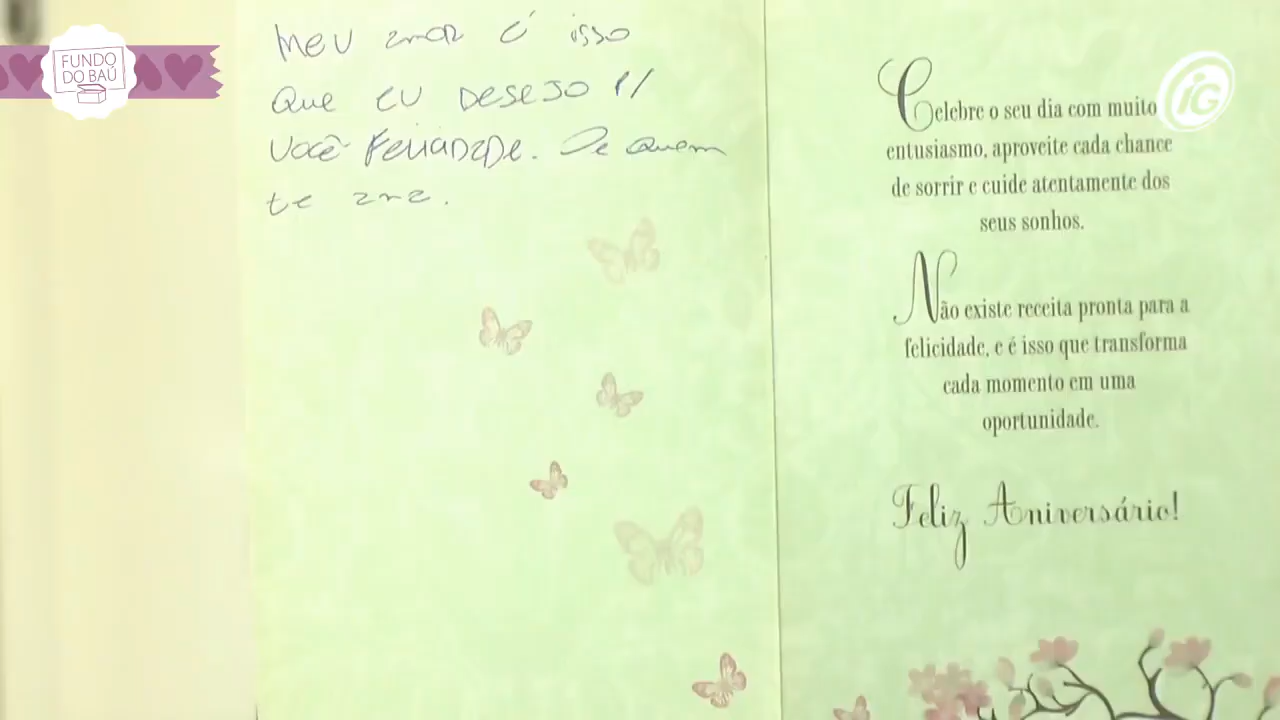 FUNDO
DO BAÚ
iG
Meu amor é isso
que eu desejo p/
você Felicidade. De quem
te ama.
Celebre o seu dia com muito
entusiasmo, aproveite cada chance
de sorrir e cuide atentamente dos
seus sonhos.
Não existe receita pronta para a
felicidade, e é isso que transforma
cada momento em uma
oportunidade.
Feliz Aniversário!